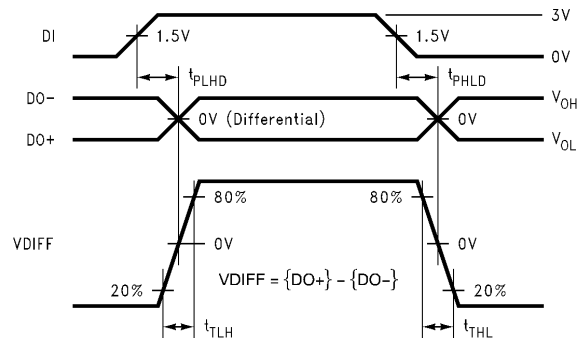 3V
DI
1.5V
1.5V
0V
tPLHD
tPHLD
DO-
VOH
0V (Differential)
0V
DO+
VOL
80%
80%
VDIFF
0V
0V
VDIFF = {DO+} - {DO-}
20%
20%
tTLH
tTHL